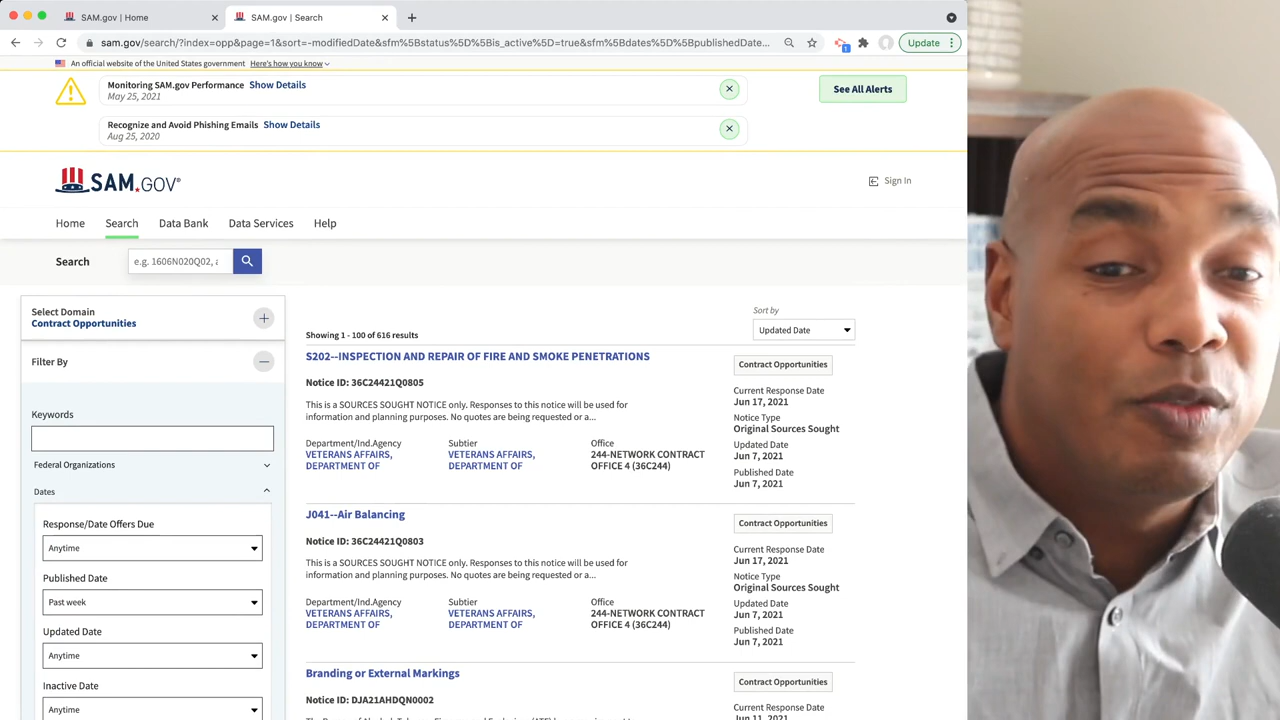 SAM.gov | Home
SAM.gov | Search
sam.gov/search/?index=opp&page=1&sort=-modifiedDate&sfm%5Bstatus%5D%5Bis_active%5D=true&sfm%5Bdates%5D%5BpublishedDate...
1
Update
An official website of the United States government Here's how you know
Monitoring SAM.gov Performance Show Details
May 25, 2021
See All Alerts
Recognize and Avoid Phishing Emails Show Details
Aug 25, 2020
SAM.GOV®
Sign In
Home Search Data Bank Data Services Help
Search
e.g. 1606N020Q02,
Select Domain
Contract Opportunities
Filter By
Keywords
Federal Organizations
Dates
Response/Date Offers Due
Anytime
Published Date
Past week
Updated Date
Anytime
Inactive Date
Anytime
Sort by
Updated Date
Showing 1 - 100 of 616 results
S202--INSPECTION AND REPAIR OF FIRE AND SMOKE PENETRATIONS
Notice ID: 36C24421Q0805
This is a SOURCES SOUGHT NOTICE only. Responses to this notice will be used for
information and planning purposes. No quotes are being requested or a...
Department/Ind.Agency
VETERANS AFFAIRS,
DEPARTMENT OF
Subtier
VETERANS AFFAIRS,
DEPARTMENT OF
Office
244-NETWORK CONTRACT
OFFICE 4 (36C244)
Contract Opportunities
Current Response Date
Jun 17, 2021
Notice Type
Original Sources Sought
Updated Date
Jun 7, 2021
Published Date
Jun 7, 2021
J041--Air Balancing
Notice ID: 36C24421Q0803
This is a SOURCES SOUGHT NOTICE only. Responses to this notice will be used for
information and planning purposes. No quotes are being requested or a...
Department/Ind.Agency
VETERANS AFFAIRS,
DEPARTMENT OF
Subtier
VETERANS AFFAIRS,
DEPARTMENT OF
Office
244-NETWORK CONTRACT
OFFICE 4 (36C244)
Contract Opportunities
Current Response Date
Jun 17, 2021
Notice Type
Original Sources Sought
Updated Date
Jun 7, 2021
Published Date
Jun 7, 2021
Branding or External Markings
Notice ID: DJA21AHDQN0002
Contract Opportunities
Current Response Date
Jun 11, 2021